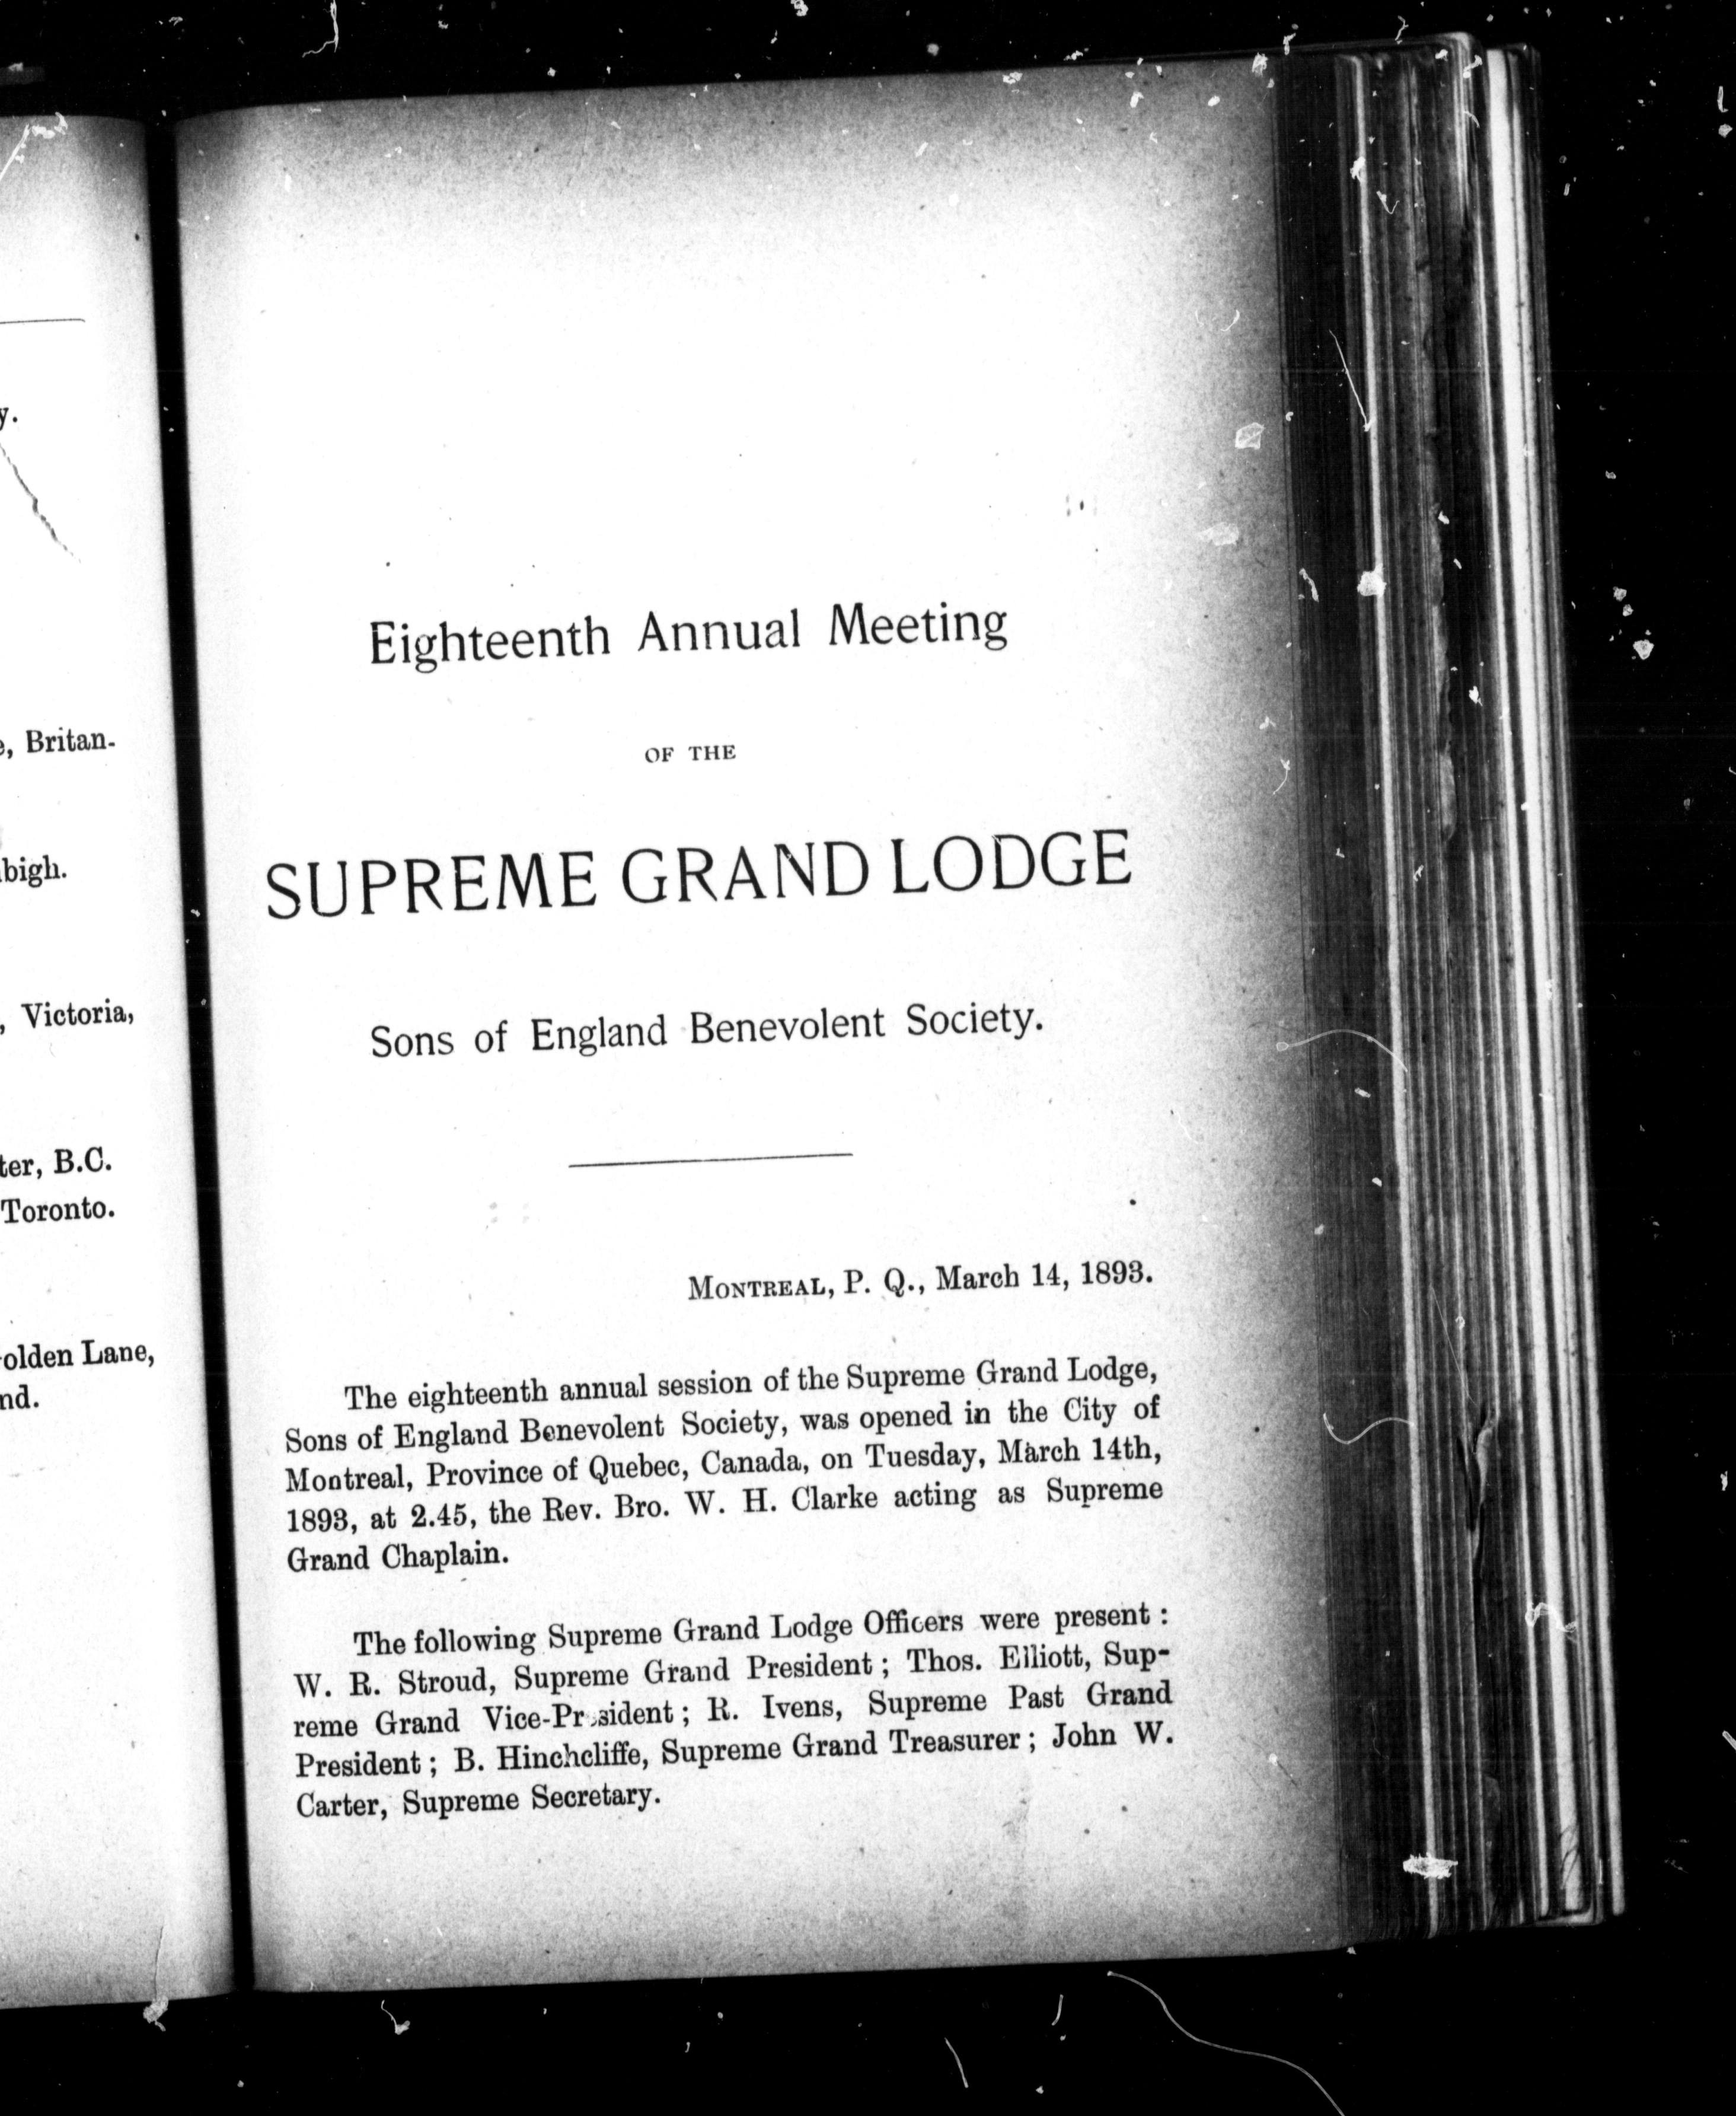 y.
, Britan-
bigh.
, Victoria,
ter, B.C.
Toronto.
olden Lane,
nd.
Eighteenth Annual Meeting
OF THE
SUPREME GRAND LODGE
Sons of England Benevolent Society.
MONTREAL, P. Q., March 14, 1893.
The eighteenth annual session of the Supreme Grand Lodge,
Sons of England Benevolent Society, was opened in the City of
Montreal, Province of Quebec, Canada, on Tuesday, March 14th,
1893, at 2.45, the Rev. Bro. W. H. Clarke acting as Supreme
Grand Chaplain.
The following Supreme Grand Lodge Officers were present :
W. R. Stroud, Supreme Grand President ; Thos. Elliott, Sup-
reme Grand Vice-President ; R. Ivens, Supreme Past Grand
President ; B. Hinchcliffe, Supreme Grand Treasurer ; John W.
Carter, Supreme Secretary.